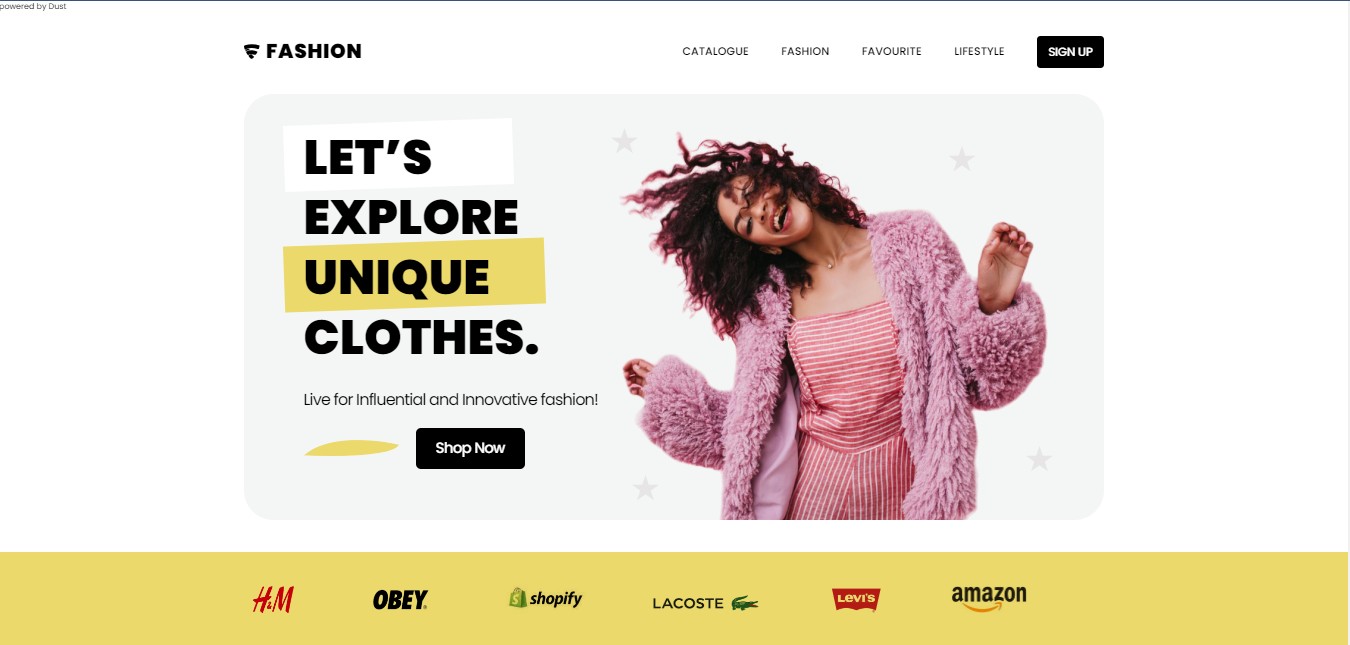 powered by Dust
FASHION
CATALOGUE FASHION FAVOURITE LIFESTYLE SIGN UP
LET’S
EXPLORE
UNIQUE
CLOTHES.
Live for Influential and Innovative fashion!
Shop Now
H&M OBEY shopify LACOSTE Levi's amazon